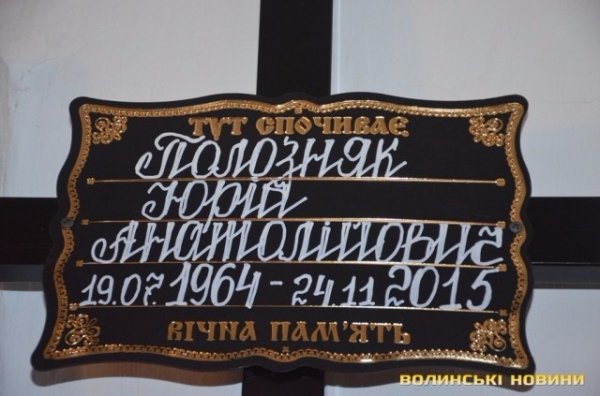 ТУТ СПОЧИВАЄ
Полозняк
Юрій
Анатолійович
19.07.1964-24.11.2015
ВІЧНА ПАМ'ЯТЬ
ВОЛИНСЬКІ НОВИНИ